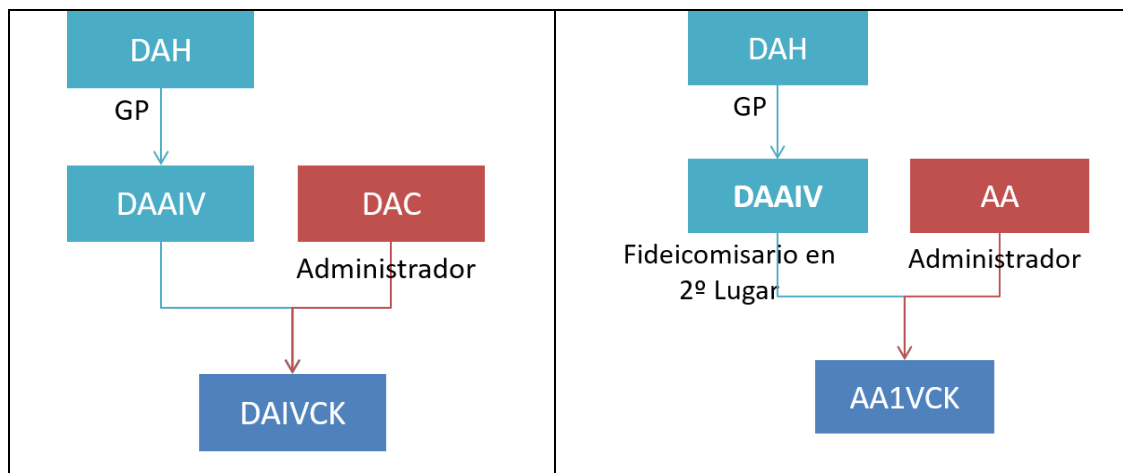 DAH
GP
DAAIV
DAC
Administrador
DAIVCK
DAH
GP
DAAIV
AA
Fideicomisario en
2º Lugar
Administrador
AA1VCK